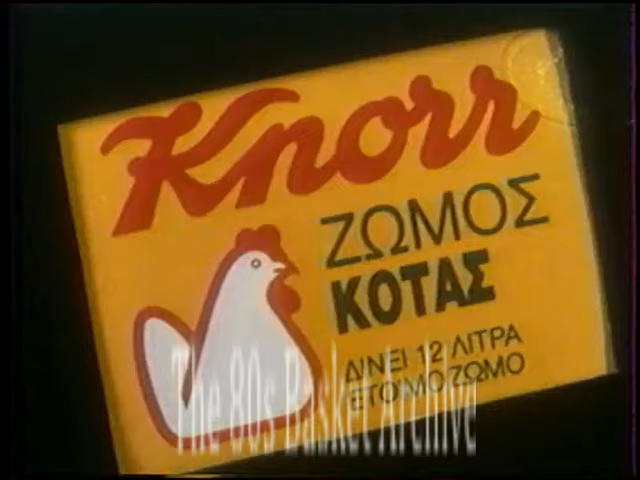 Knorr
ΖΩΜΟΣ
ΚΟΤΑΣ
ΔΙΝΕΙ 12 ΛΙΤΡΑ
ΕΤΟΙΜΟ ΖΩΜΟ
The 80s Basket Archive